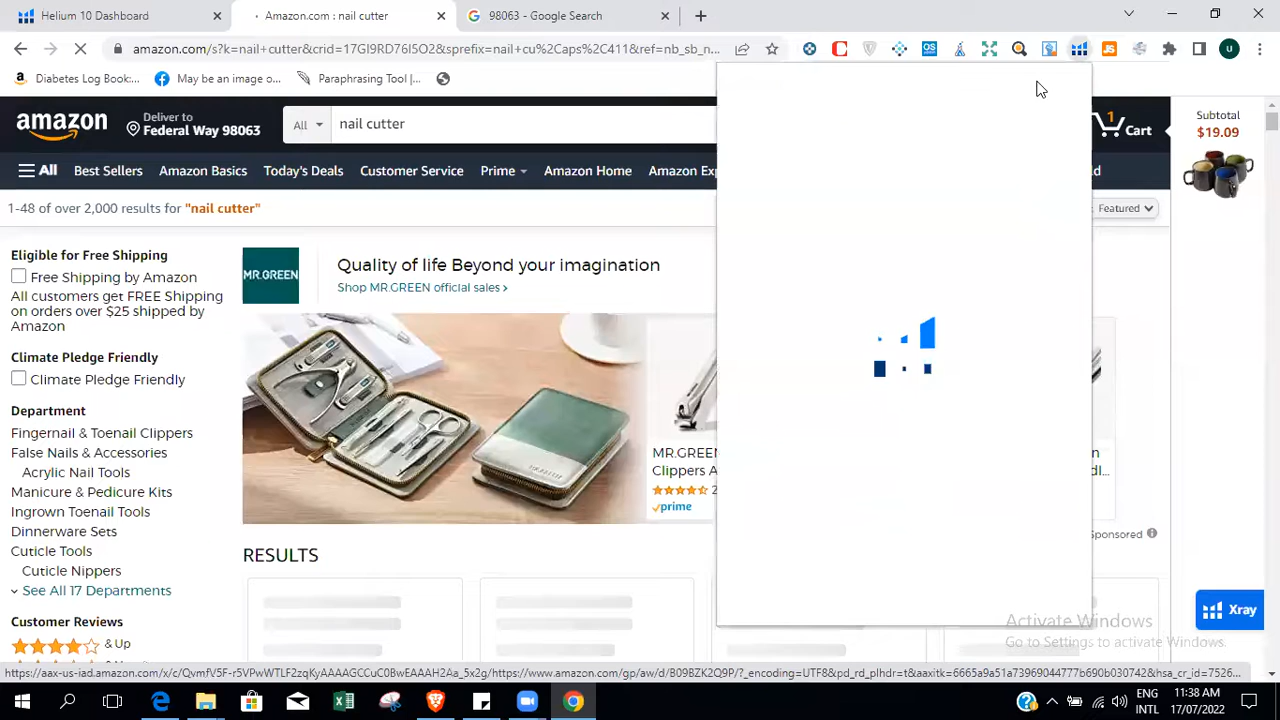 Helium 10 Dashboard
Amazon.com : nail cutter
98063 - Google Search
amazon.com/s?k=nail+cutter&crid=17GI9RD76I5O2&sprefix=nail+cu%2Caps%2C411&ref=nb_sb_n...
Diabetes Log Book:...
May be an image o...
Paraphrasing Tool |...
amazon
Deliver to
Federal Way 98063
All
nail cutter
1
Cart
Subtotal
$19.09
All
Best Sellers
Amazon Basics
Today's Deals
Customer Service
Prime
Amazon Home
Amazon Exp
ld
1-48 of over 2,000 results for "nail cutter"
Featured
Eligible for Free Shipping
Free Shipping by Amazon
All customers get FREE Shipping
on orders over $25 shipped by
Amazon
Climate Pledge Friendly
Climate Pledge Friendly
Department
Fingernail & Toenail Clippers
False Nails & Accessories
Acrylic Nail Tools
Manicure & Pedicure Kits
Ingrown Toenail Tools
Dinnerware Sets
Cuticle Tools
Cuticle Nippers
See All 17 Departments
Customer Reviews
& Up
MR.GREEN
Quality of life Beyond your imagination
Shop MR.GREEN official sales ›
MR.GREEN
Clippers A
2
prime
n
dl...
Sponsored
RESULTS
Xray
Activate Windows
Go to Settings to activate Windows.
ENG
INTL
11:38 AM
17/07/2022